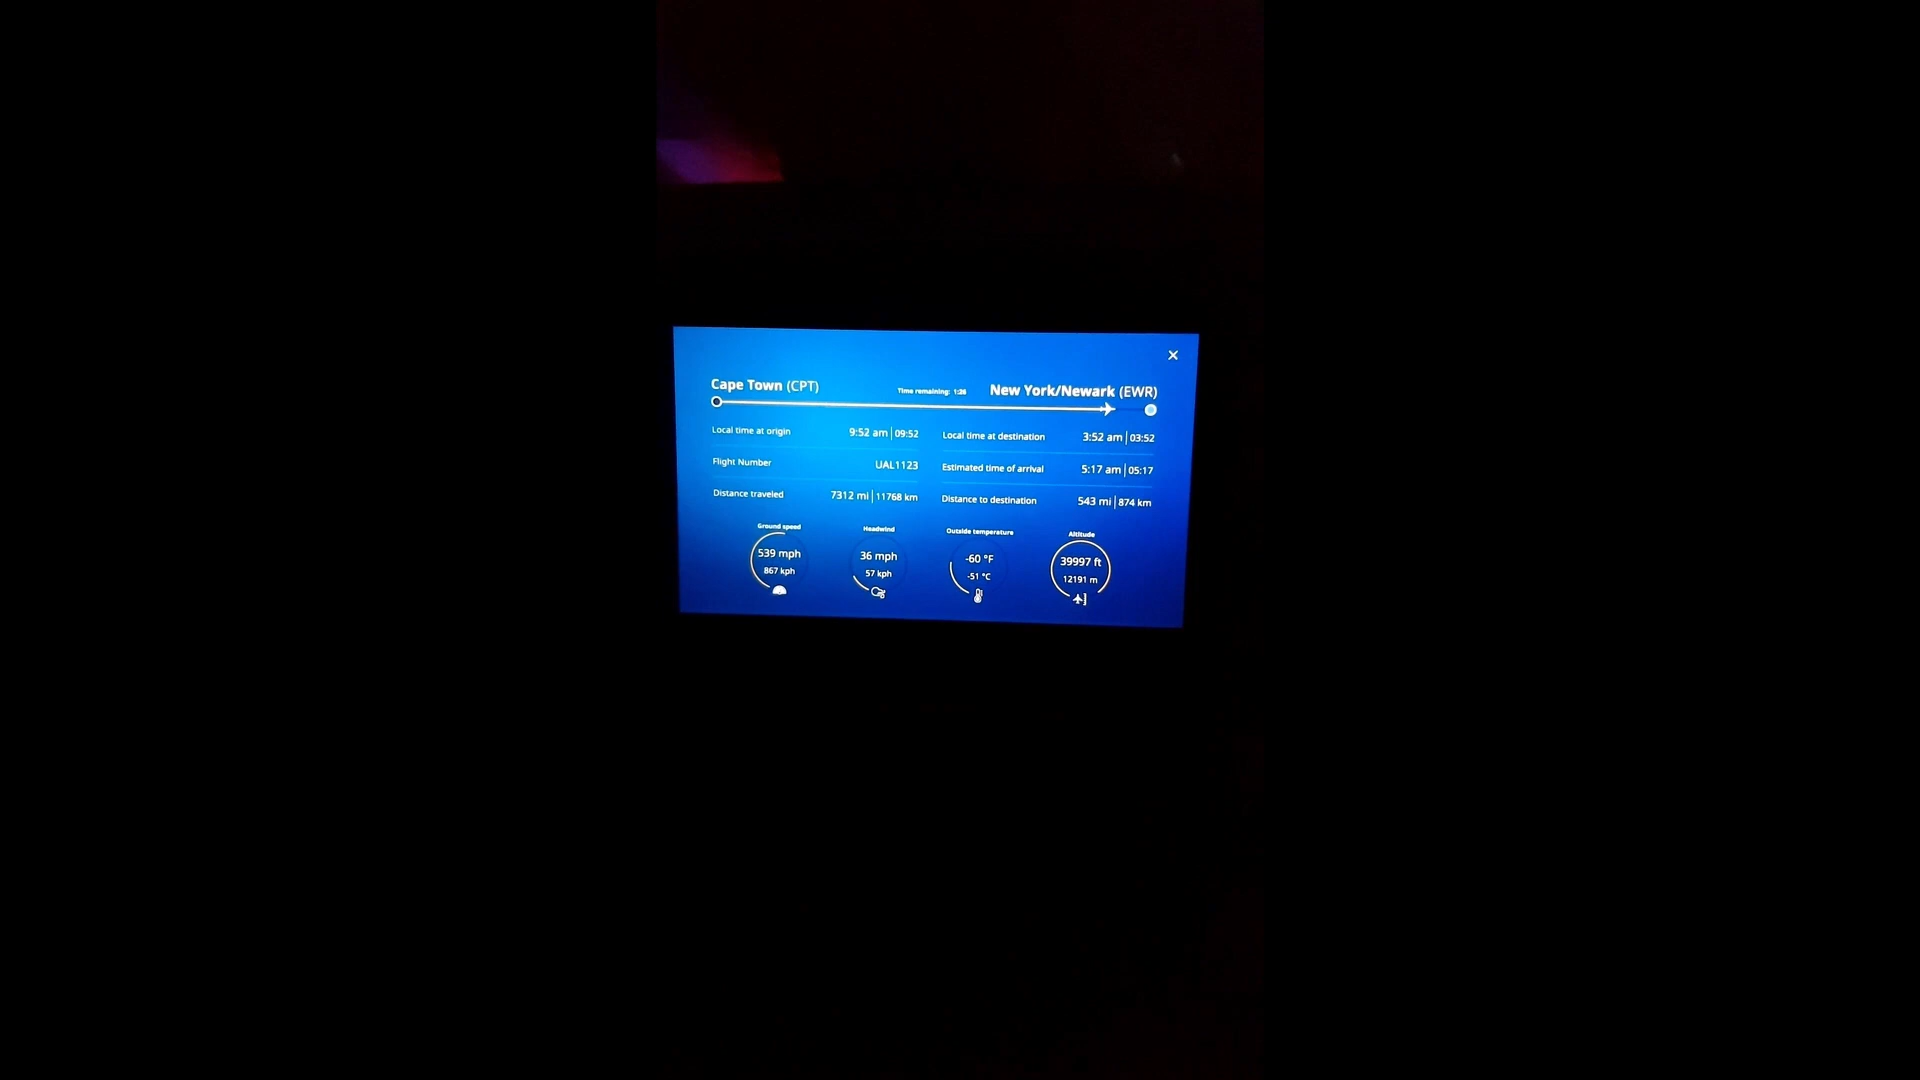 Cape Town (CPT) Time remaining: 1:26 New York/Newark (EWR)
Local time at origin 9:52 am | 09:52 Local time at destination 3:52 am | 03:52
Flight Number UAL1123 Estimated time of arrival 5:17 am | 05:17
Distance traveled 7312 mi | 11768 km Distance to destination 543 mi | 874 km
Ground speed Headwind Outside temperature Altitude
539 mph 36 mph -60 °F 39997 ft
867 kph 57 kph -51 °C 12191 m